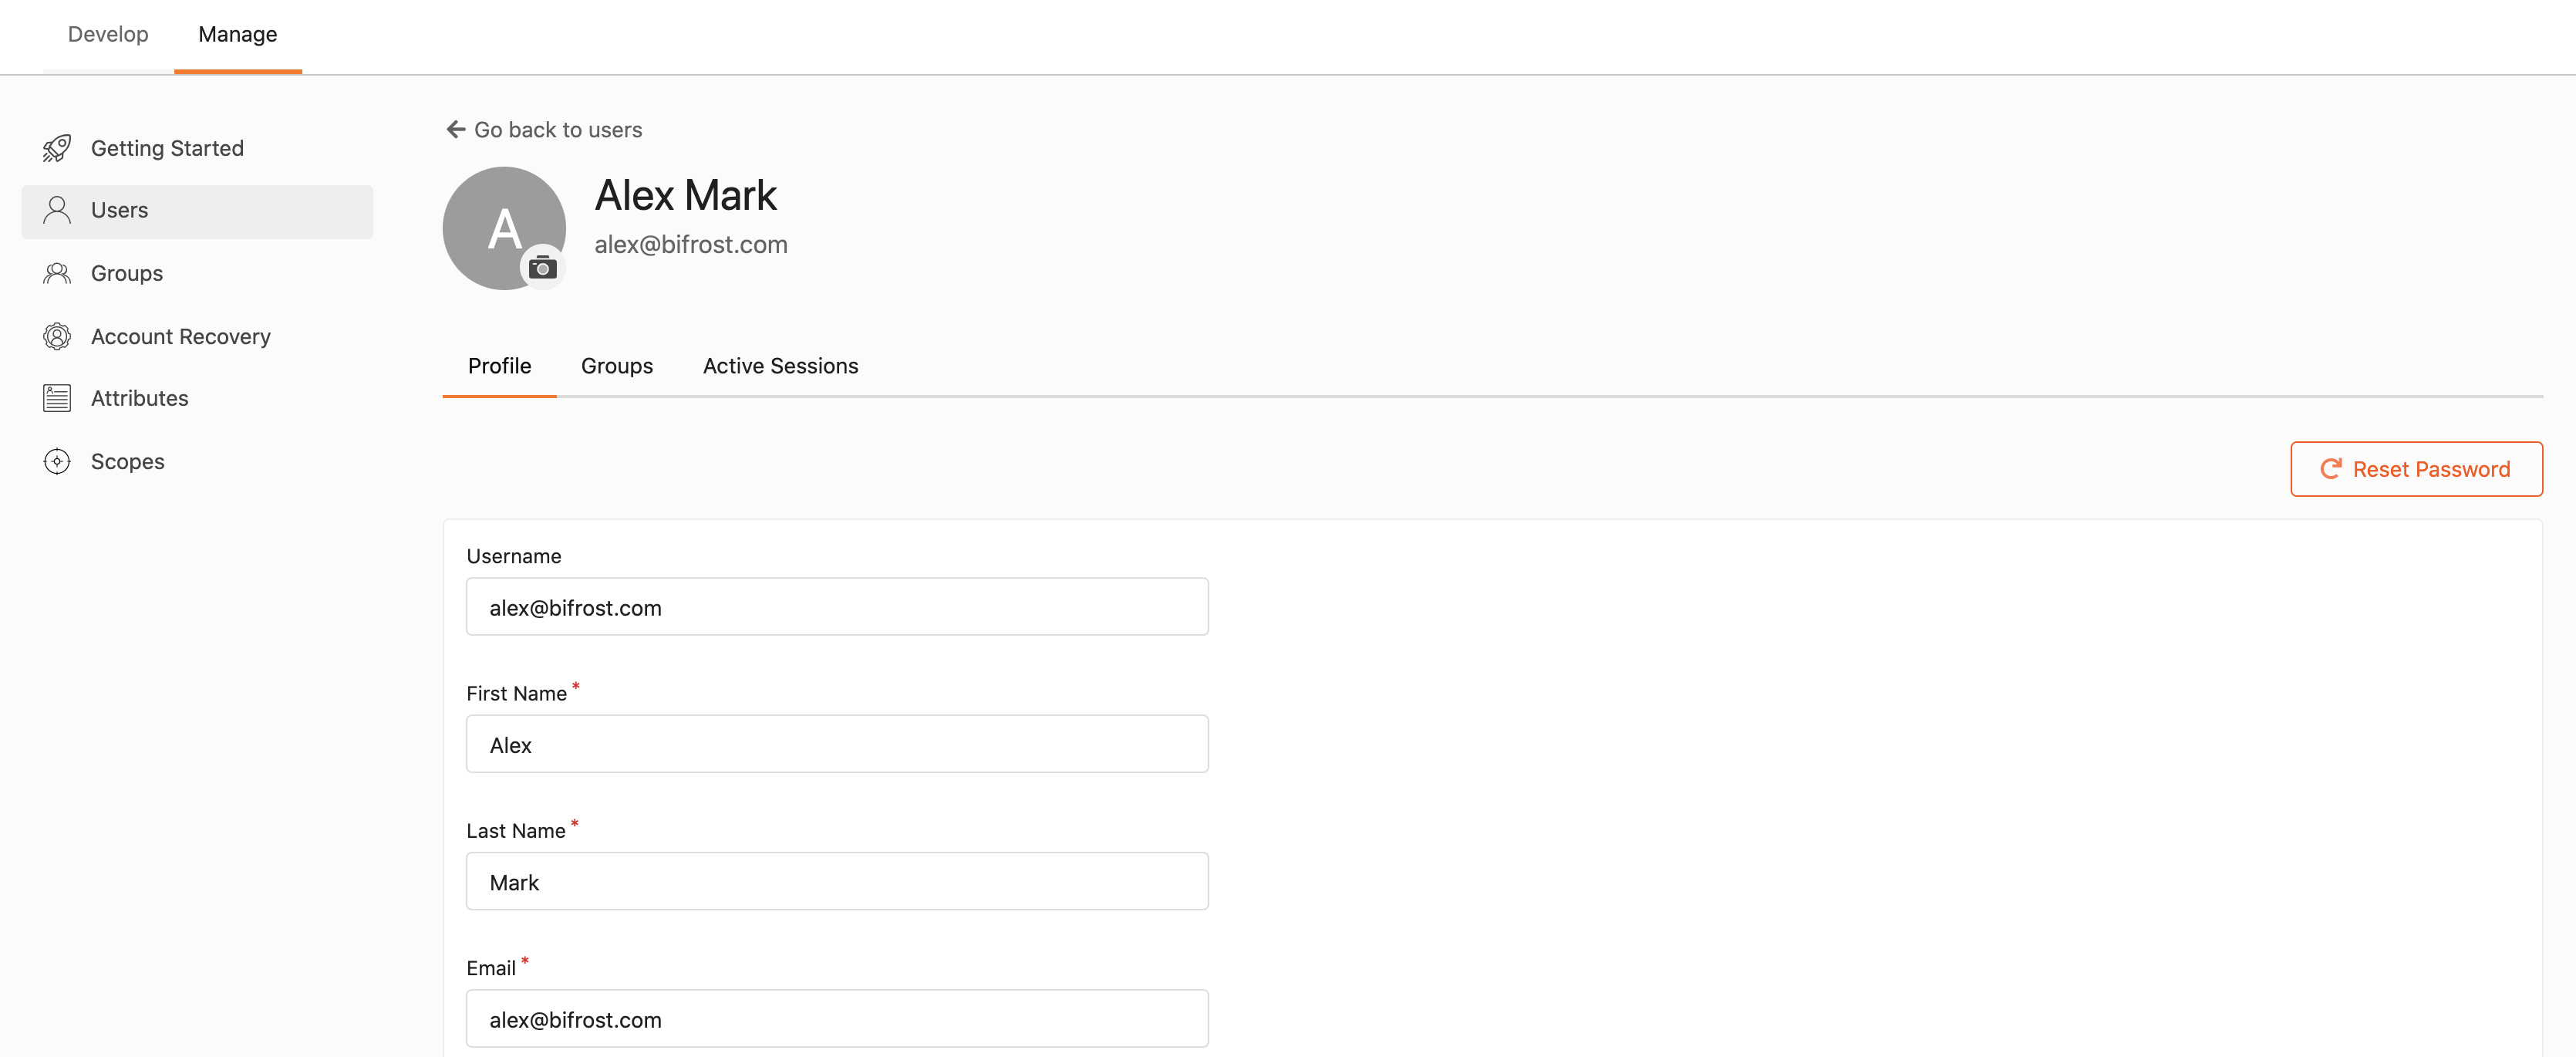 Develop
Manage
Getting Started
Users
Groups
Account Recovery
Attributes
Scopes
Go back to users
A
Alex Mark
alex@bifrost.com
Profile
Groups
Active Sessions
Reset Password
Username
alex@bifrost.com
First Name *
Alex
Last Name *
Mark
Email *
alex@bifrost.com